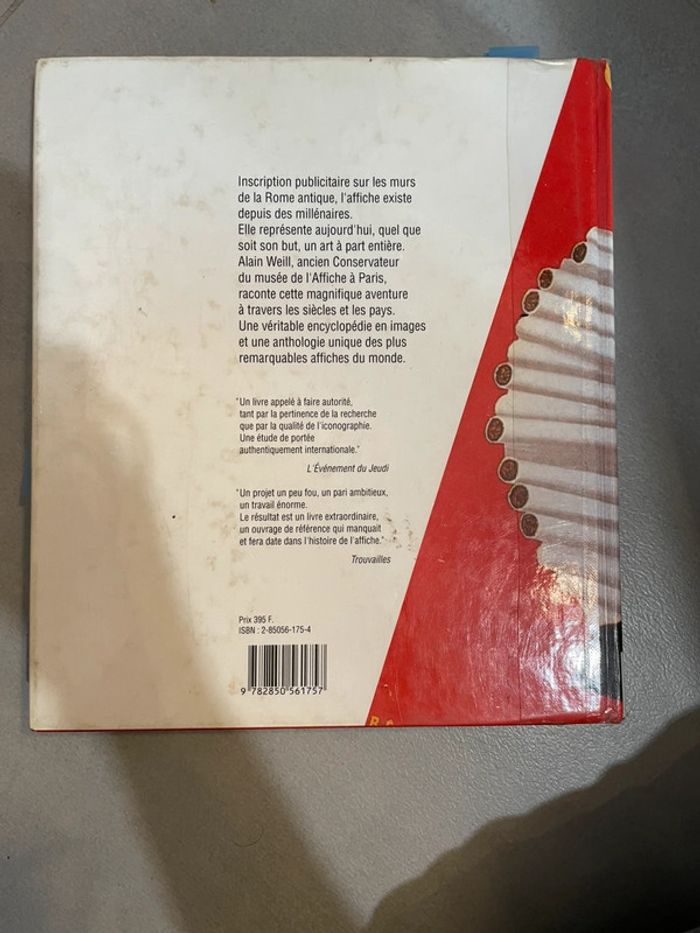 Inscription publicitaire sur les murs
de la Rome antique, l'affiche existe
depuis des millénaires.
Elle représente aujourd'hui, quel que
soit son but, un art à part entière.
Alain Weill, ancien Conservateur
du musée de l'Affiche à Paris,
raconte cette magnifique aventure
à travers les siècles et les pays.
Une véritable encyclopédie en images
et une anthologie unique des plus
remarquables affiches du monde.
"Un livre appelé à faire autorité,
tant par la pertinence de la recherche
que par la qualité de l'iconographie.
Une étude de portée
authentiquement internationale."
L'Événement du Jeudi
"Un projet un peu fou, un pari ambitieux,
un travail énorme.
Le résultat est un livre extraordinaire,
un ouvrage de référence qui manquait
et fera date dans l'histoire de l'affiche."
Trouvailles
Prix 395 F.
ISBN : 2-85056-175-4
9 782850 561757